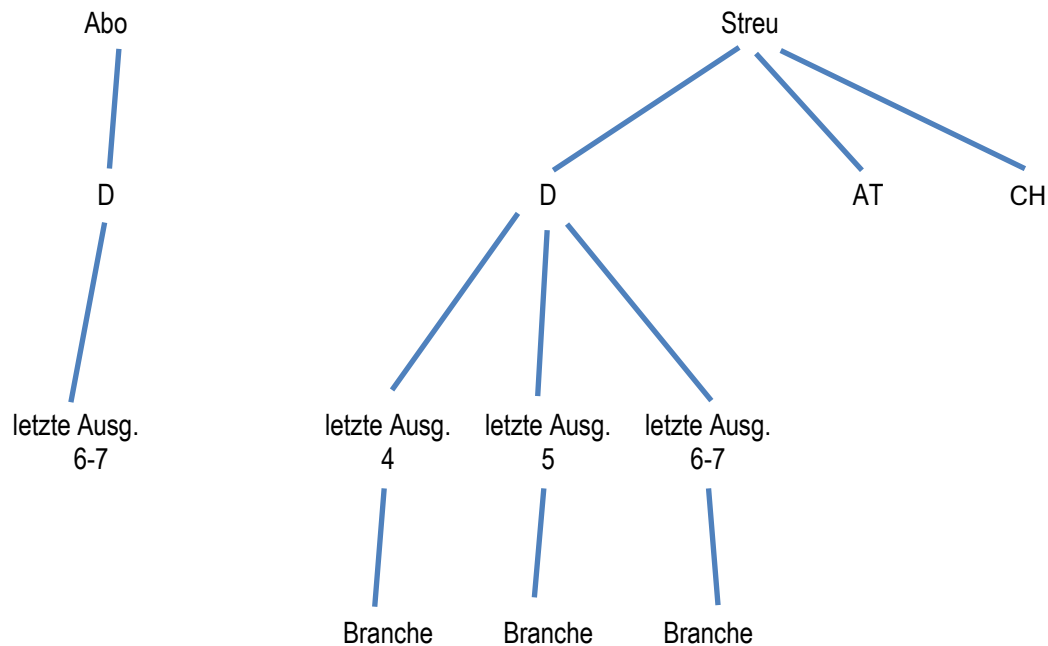 Abo
Streu
D
D
AT
CH
letzte Ausg.
6-7
letzte Ausg.
4
letzte Ausg.
5
letzte Ausg.
6-7
Branche
Branche
Branche